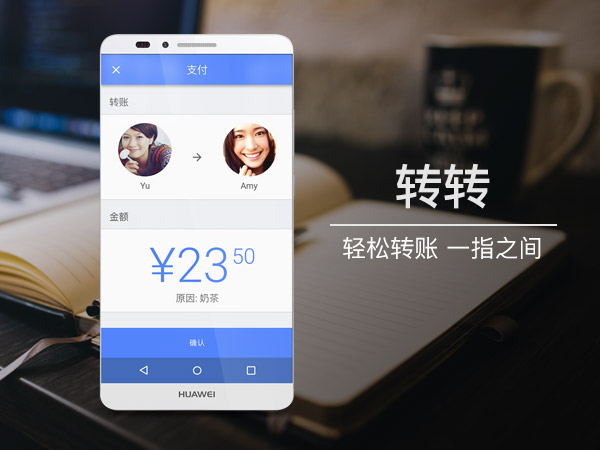 支付
转账
Yu
→
Amy
金额
¥23 50
原因: 奶茶
确认
HUAWEI
转转
轻松转账 一指之间